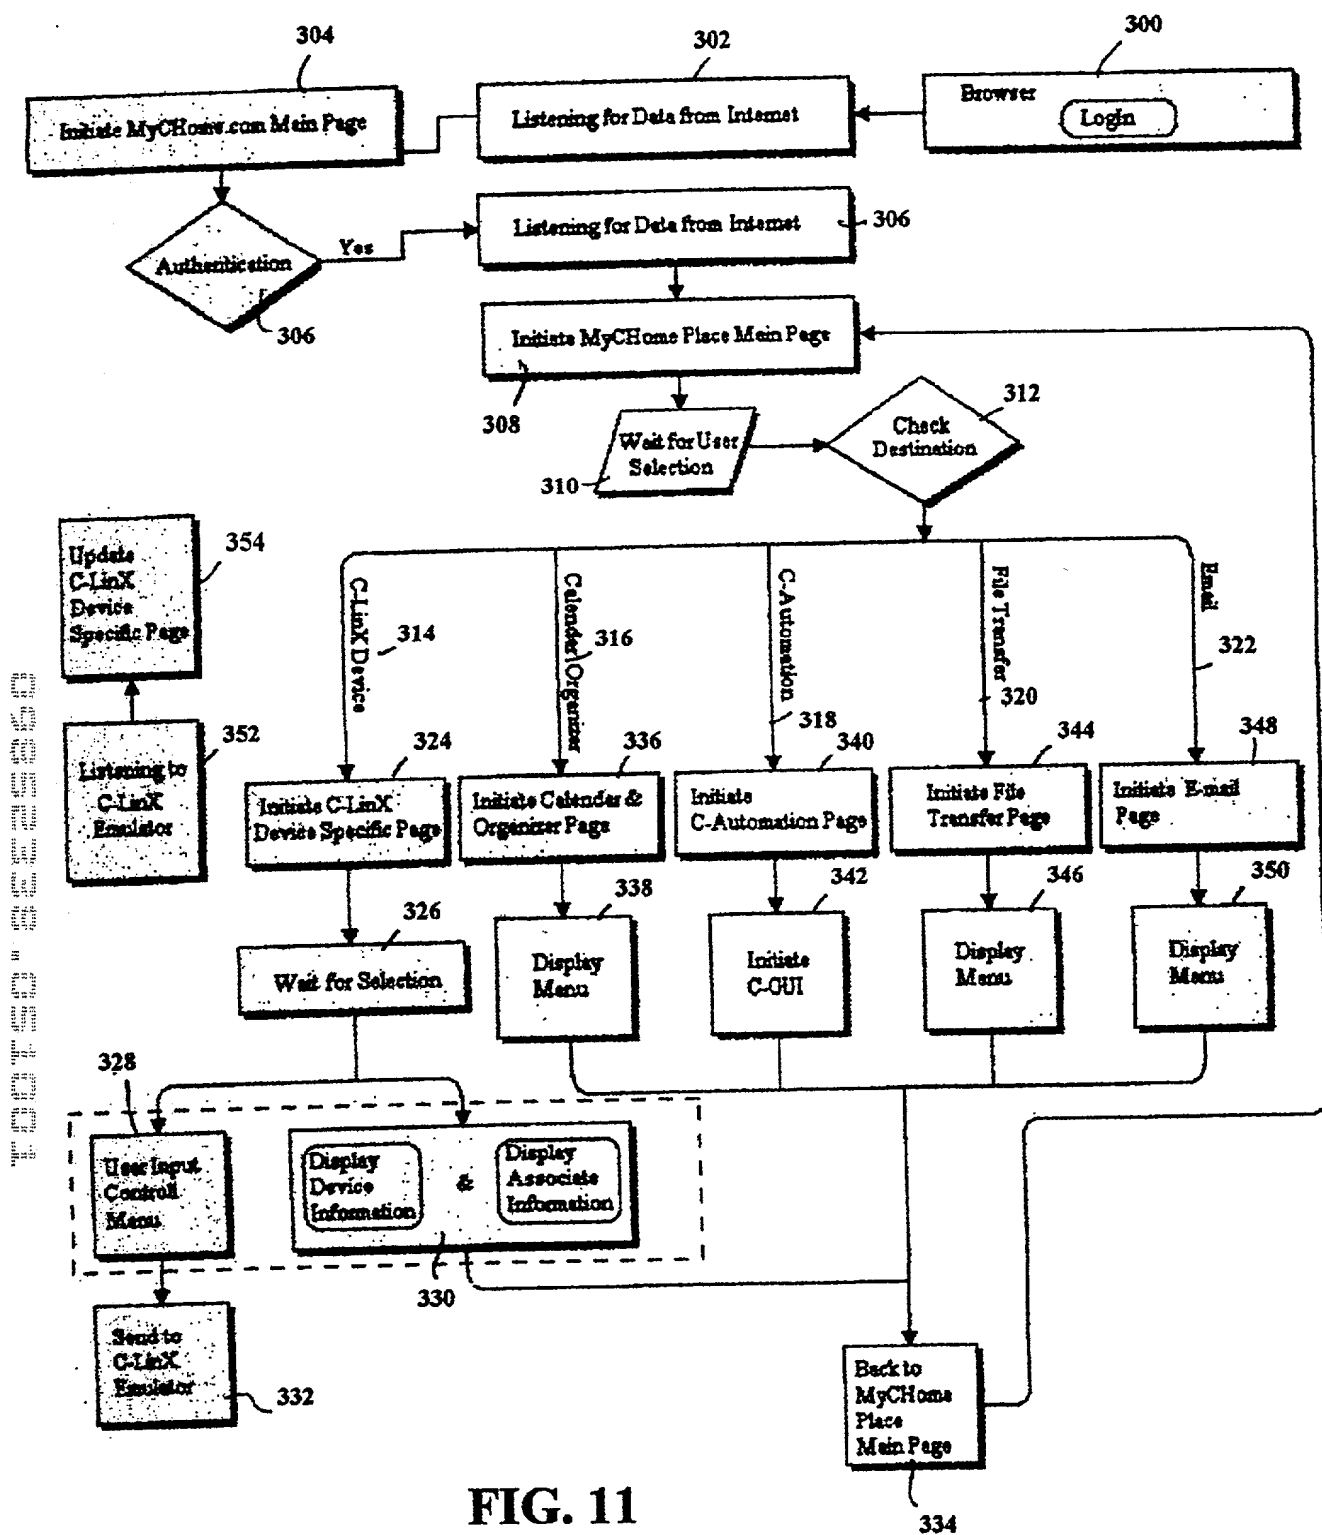 304
302
300
Initiate MyCHome.com Main Page
Listening for Data from Internet
Browser
LogIn
Authentication
Yes
306
Listening for Data from Internet
306
Initiate MyCHome Place Main Page
308
Wait for User
Selection
310
Check
Destination
312
Update
C-LinX
Device
Specific Page
354
Listening to
C-LinX
Emulator
352
C-LinX Device
314
Calender\Organizer
316
C-Automation
318
File Transfer
320
Email
322
Initiate C-LinX
Device Specific Page
324
Initiate Calender &
Organizer Page
336
Initiate
C-Automation Page
340
Initiate File
Transfer Page
344
Initiate E-mail
Page
348
Wait for Selection
326
Display
Menu
338
Initiate
C-GUI
342
Display
Menu
346
Display
Menu
350
328
User Input
Controll
Menu
Display
Device
Information
&
Display
Associate
Information
330
Send to
C-LinX
Emulator
332
Back to
MyCHome
Place
Main Page
334
FIG. 11